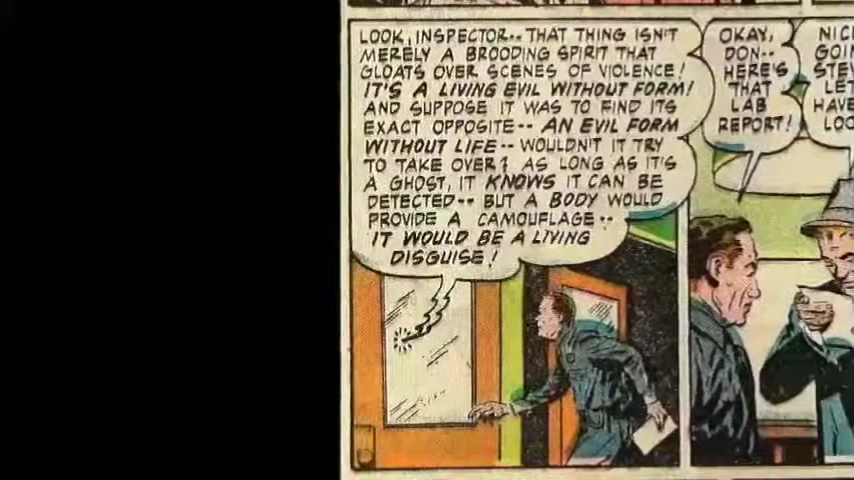 LOOK, INSPECTOR-- THAT THING ISN'T
MERELY A BROODING SPIRIT THAT
GLOATS OVER SCENES OF VIOLENCE!
IT'S A LIVING EVIL WITHOUT FORM!
AND SUPPOSE IT WAS TO FIND ITS
EXACT OPPOSITE-- AN EVIL FORM
WITHOUT LIFE-- WOULDN'T IT TRY
TO TAKE OVER? AS LONG AS IT'S
A GHOST, IT KNOWS IT CAN BE
DETECTED-- BUT A BODY WOULD
PROVIDE A CAMOUFLAGE--
IT WOULD BE A LIVING
DISGUISE!
OKAY,
DON--
HERE'S
THAT
LAB
REPORT!